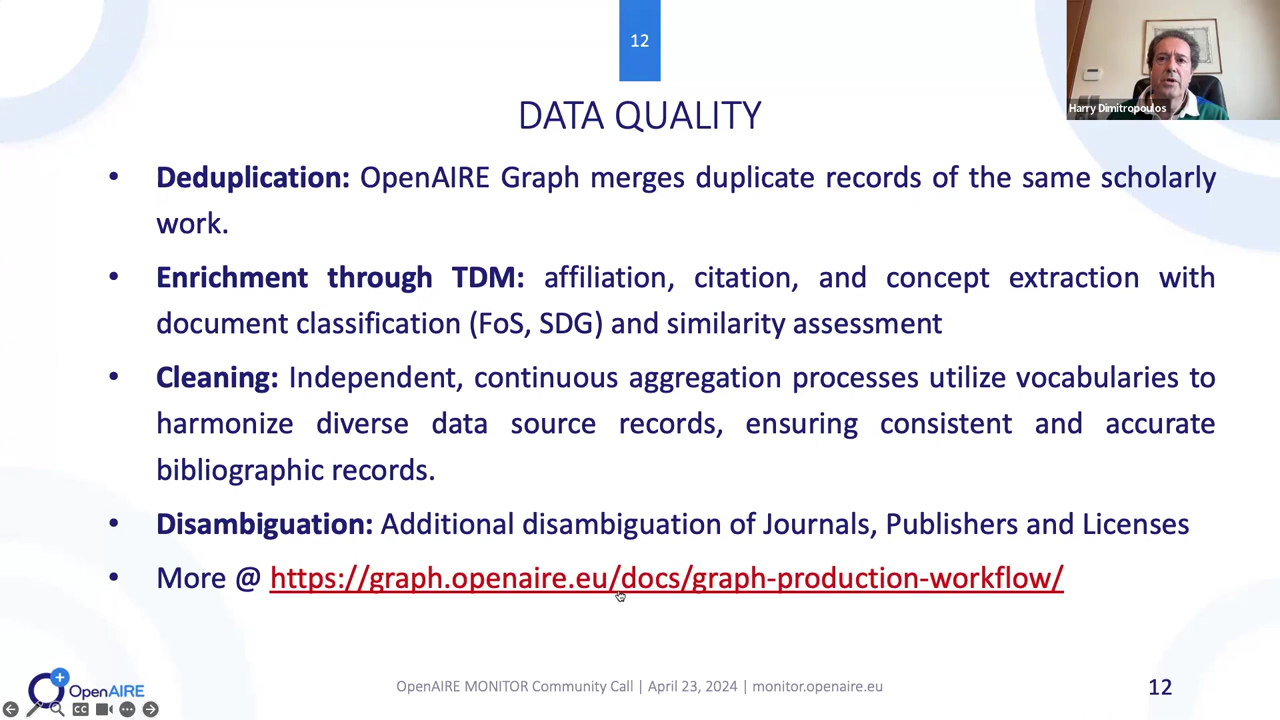 12
Harry Dimitropoulos
DATA QUALITY
• Deduplication: OpenAIRE Graph merges duplicate records of the same scholarly
work.
• Enrichment through TDM: affiliation, citation, and concept extraction with
document classification (FoS, SDG) and similarity assessment
• Cleaning: Independent, continuous aggregation processes utilize vocabularies to
harmonize diverse data source records, ensuring consistent and accurate
bibliographic records.
• Disambiguation: Additional disambiguation of Journals, Publishers and Licenses
• More @ https://graph.openaire.eu/docs/graph-production-workflow/
OpenAIRE
CC
OpenAIRE MONITOR Community Call | April 23, 2024 | monitor.openaire.eu
12